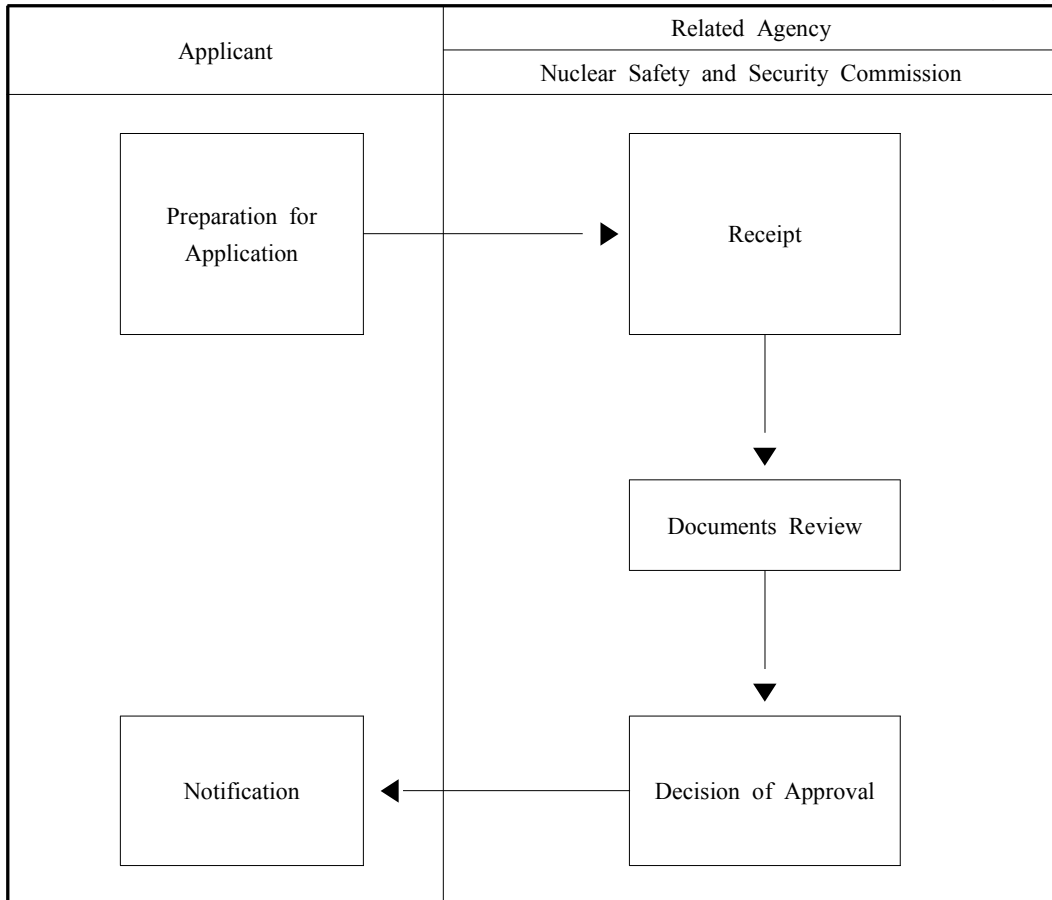 Applicant
Related Agency
Nuclear Safety and Security Commission
Preparation for
Application
Receipt
Documents Review
Notification
Decision of Approval